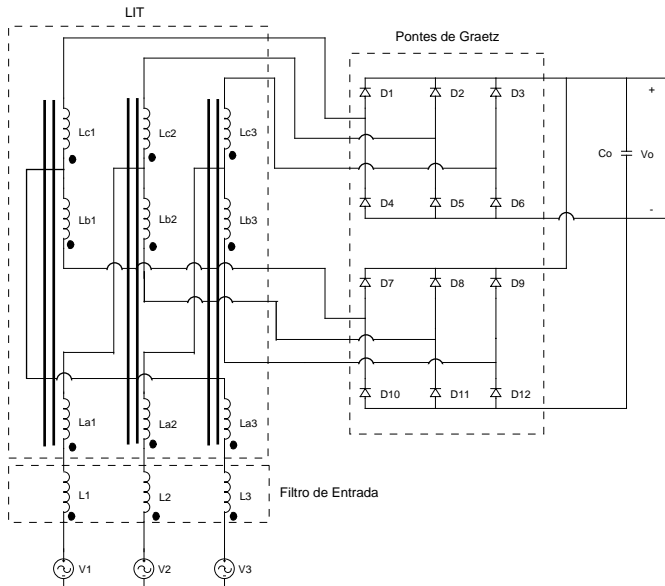 LIT
Pontes de Graetz
D1
D2
D3
+
Lc1
Lc2
Lc3
Co
Vo
Lb1
Lb2
Lb3
D4
D5
D6
-
D7
D8
D9
La1
La2
La3
D10
D11
D12
L1
L2
L3
Filtro de Entrada
V1
V2
V3